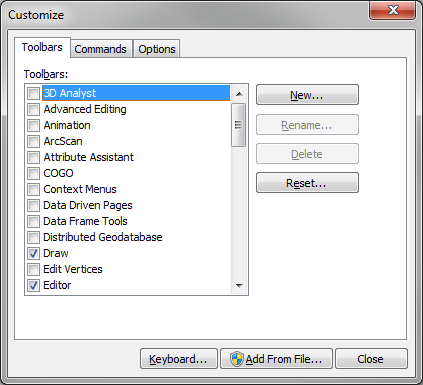 Customize
Toolbars Commands Options
Toolbars:
3D Analyst
Advanced Editing
Animation
ArcScan
Attribute Assistant
COGO
Context Menus
Data Driven Pages
Data Frame Tools
Distributed Geodatabase
Draw
Edit Vertices
Editor
New...
Rename...
Delete
Reset...
Keyboard... Add From File... Close